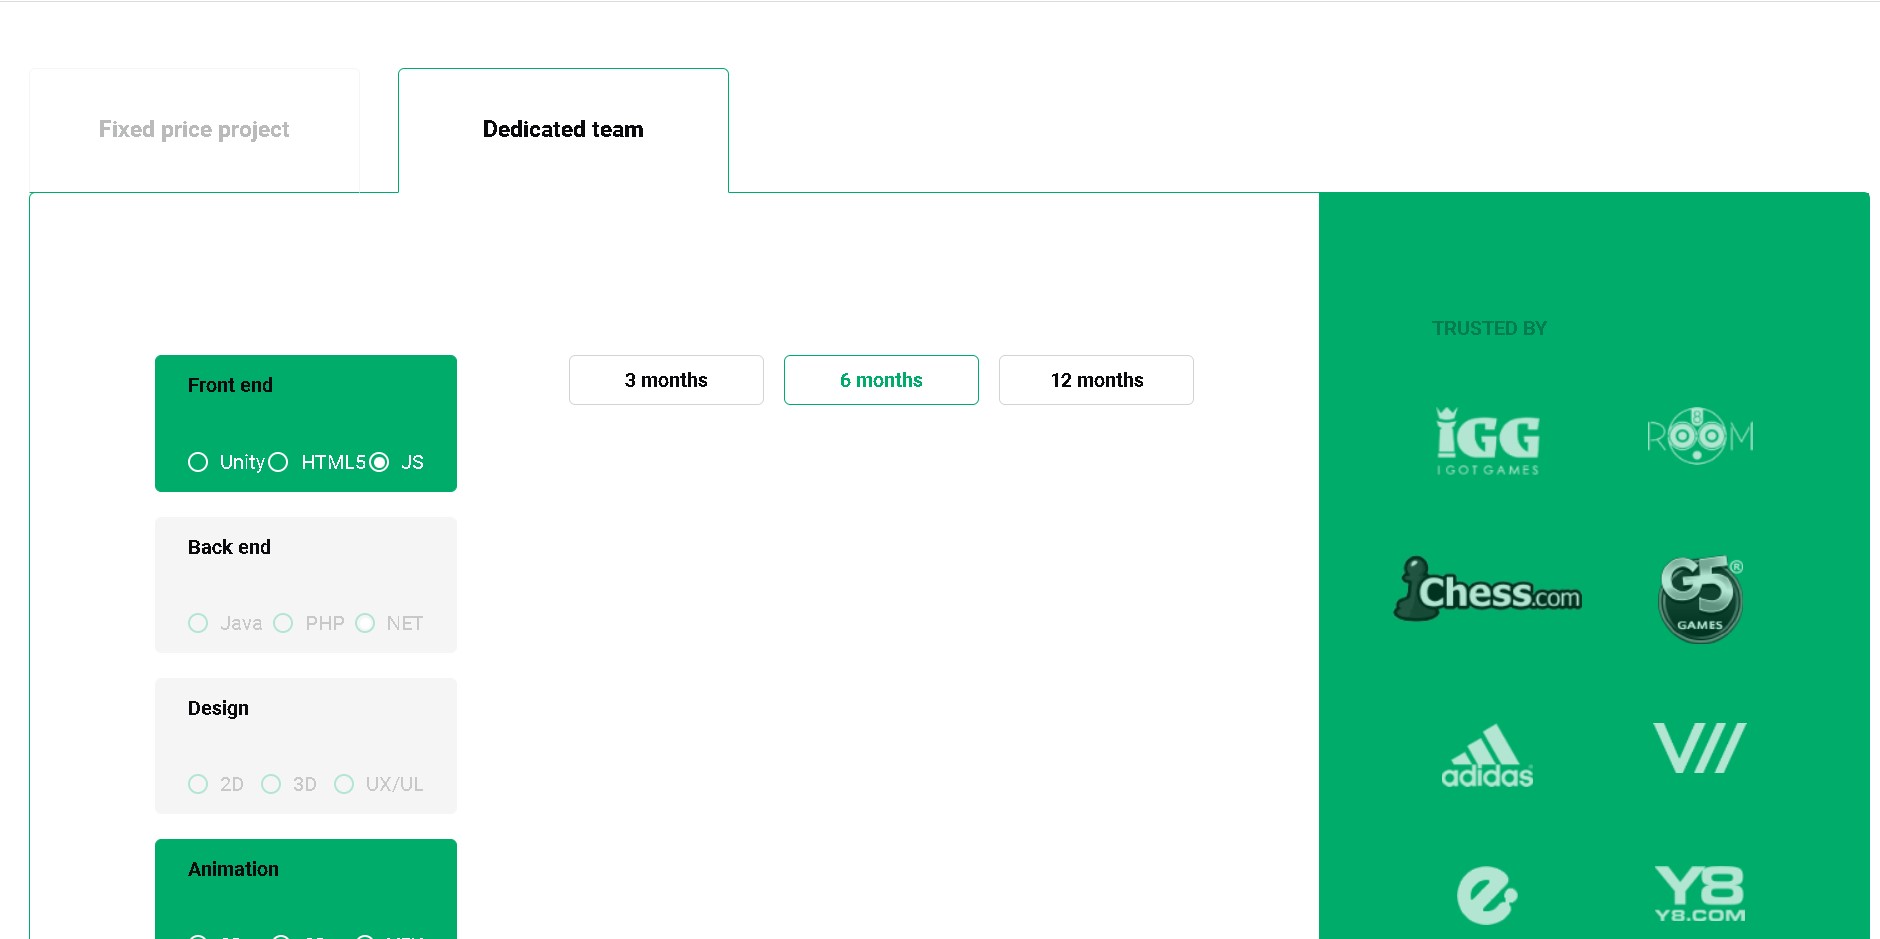 Fixed price project
Dedicated team
TRUSTED BY
Front end
3 months
6 months
12 months
Unity
HTML5
JS
IGG
I GOT GAMES
R8OOM
Back end
Java
PHP
NET
Chess.com
G5®
GAMES
Design
2D
3D
UX/UL
adidas
V//
Animation
e
Y8
Y8.COM